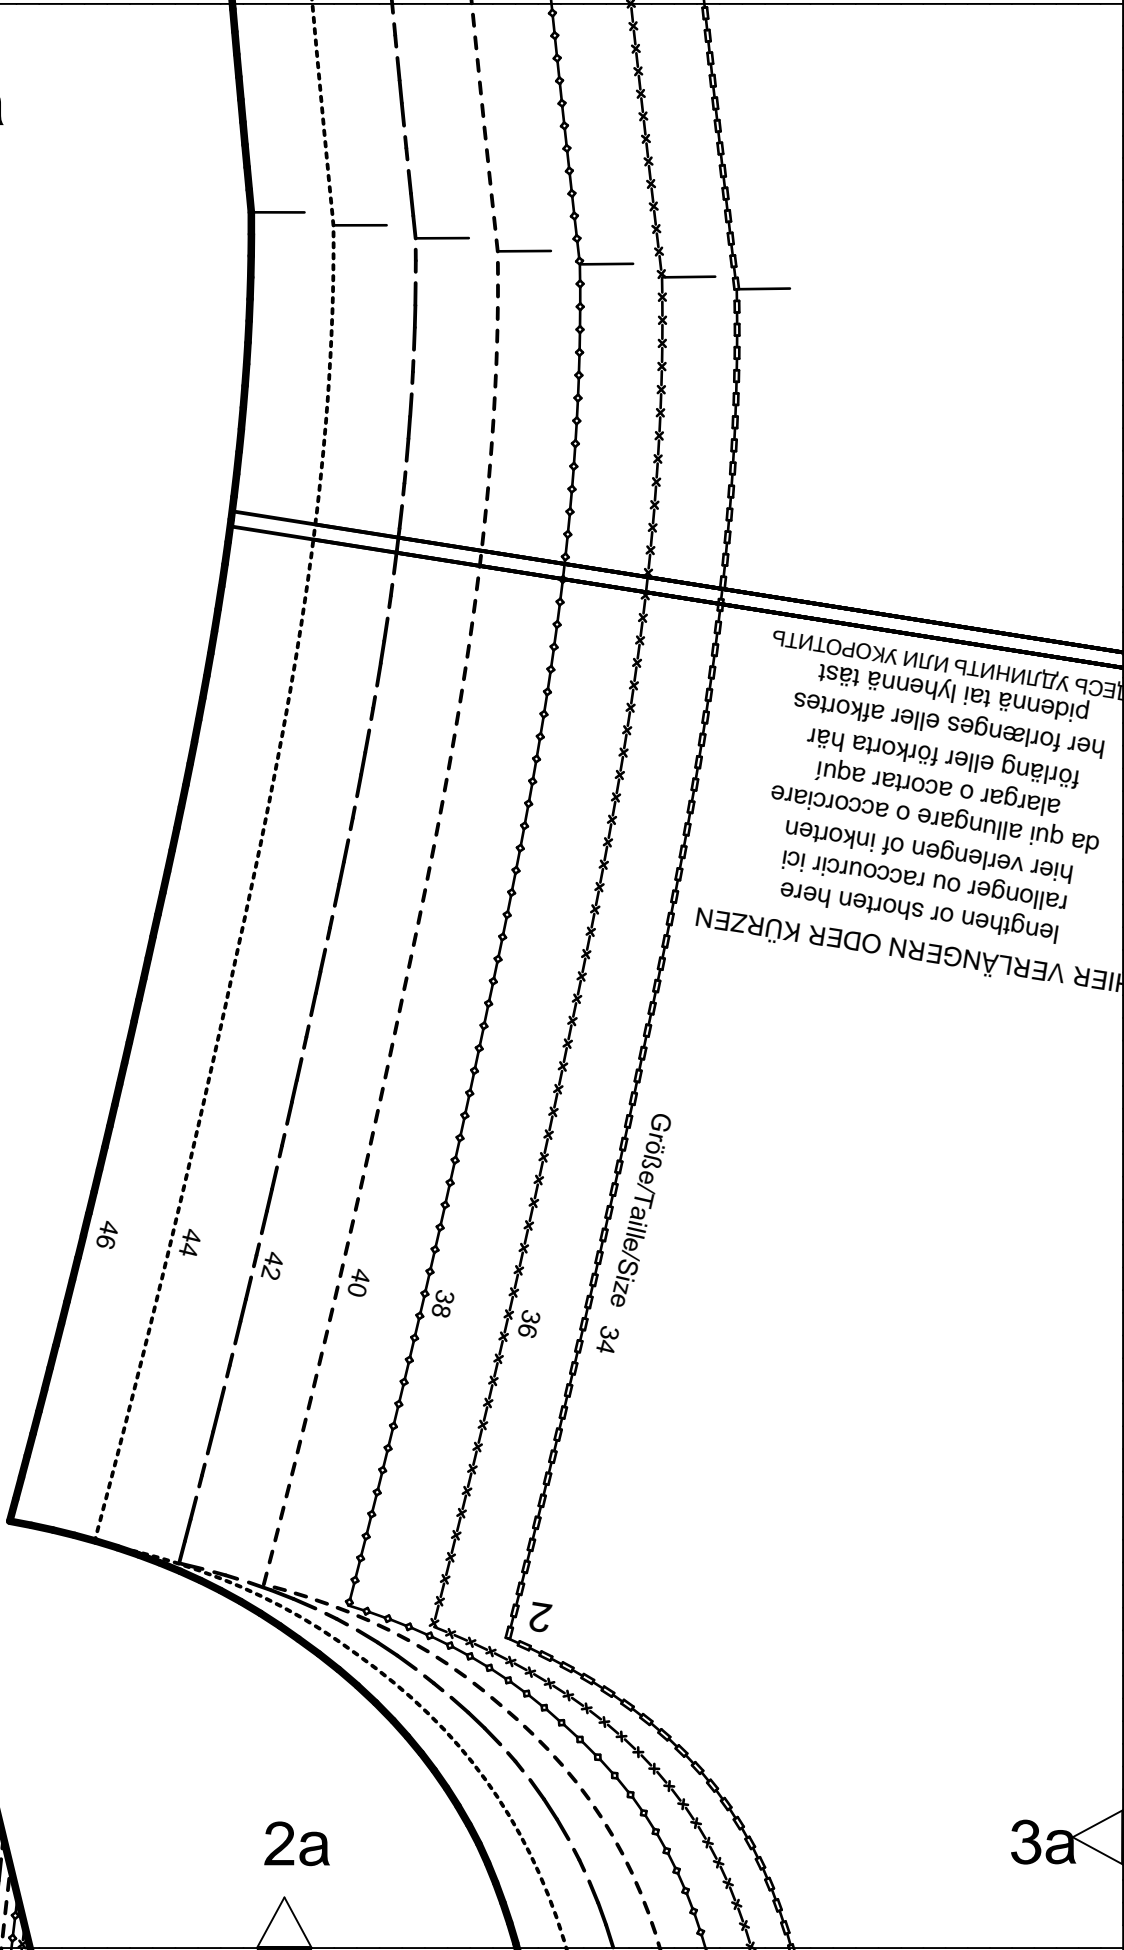 HIER VERLÄNGERN ODER KÜRZEN
lengthen or shorten here
rallonger ou raccourcir ici
hier verlengen of inkorten
da qui allungare o accorciare
alargar o acortar aquí
förläng eller förkorta här
her forlænges eller afkortes
pidennä tai lyhennä täst
ДЕСЬ УДЛИНИТЬ ИЛИ УКОРОТИТЬ
Größe/Taille/Size 34
36
38
40
42
44
46
2
2a
3a